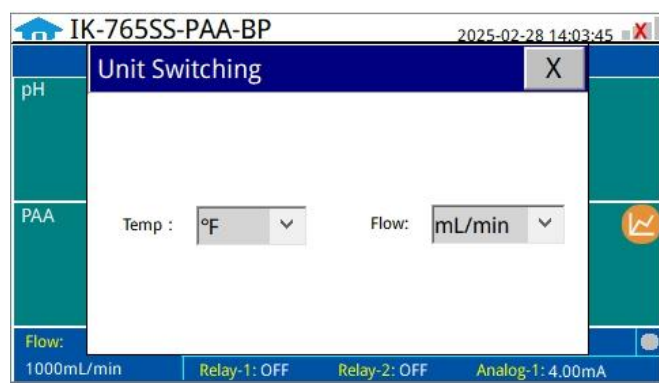 IK-765SS-PAA-BP 2025-02-28 14:03:45
Unit Switching X
pH
PAA
Temp : °F Flow: mL/min
Flow:
1000mL/min Relay-1: OFF Relay-2: OFF Analog-1: 4.00mA